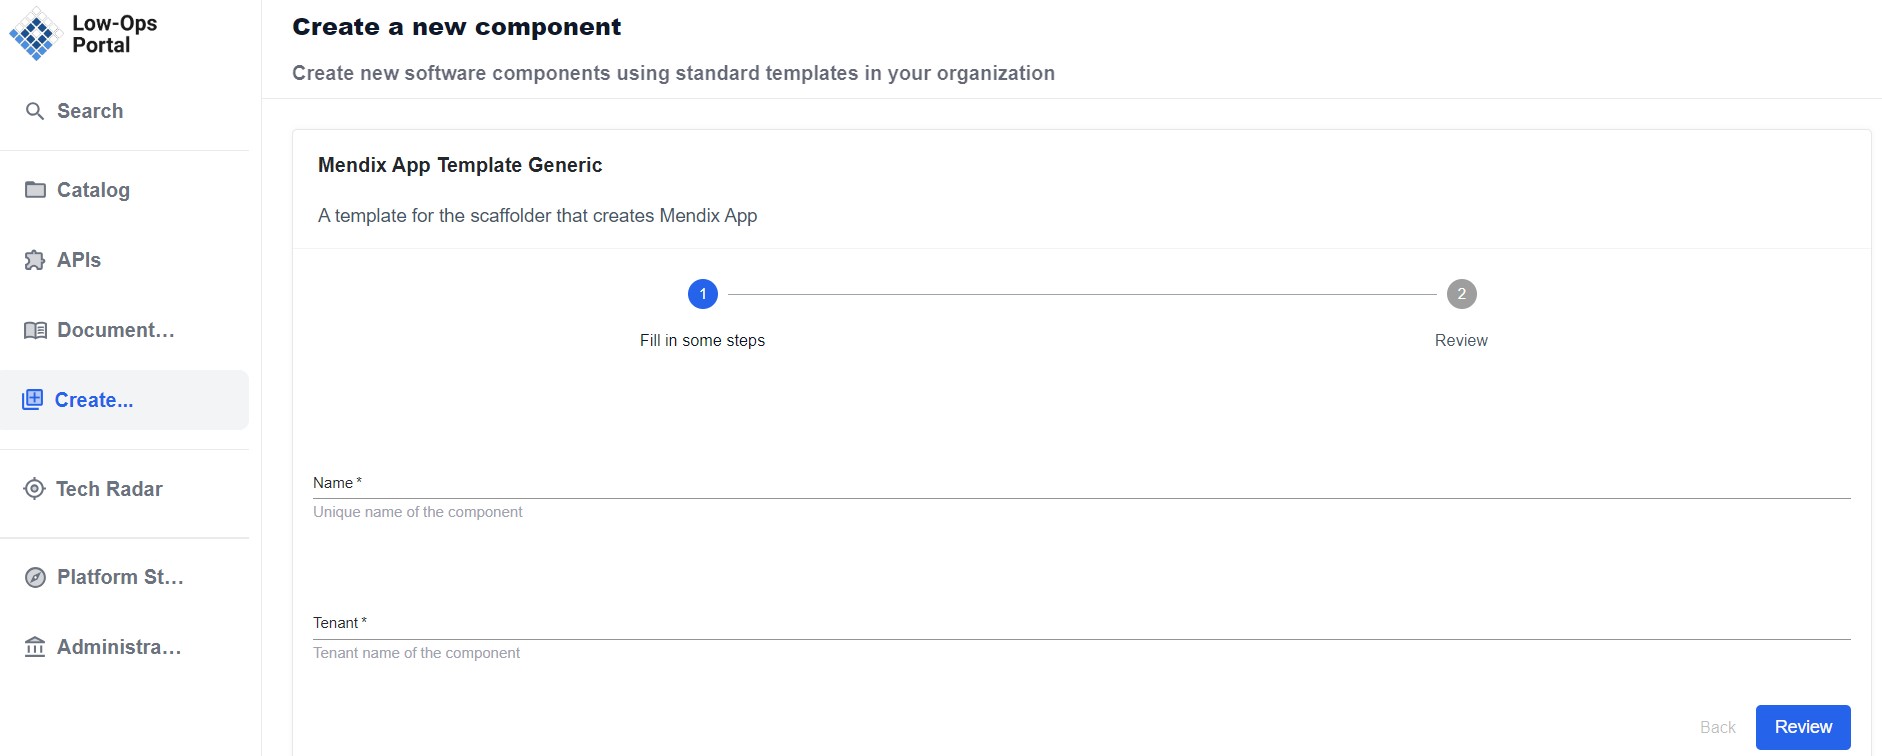 Low-Ops
Portal
Search
Catalog
APIs
Document...
Create...
Tech Radar
Platform St...
Administra...
Create a new component
Create new software components using standard templates in your organization
Mendix App Template Generic
A template for the scaffolder that creates Mendix App
1
2
Fill in some steps
Review
Name *
Unique name of the component
Tenant *
Tenant name of the component
Back
Review